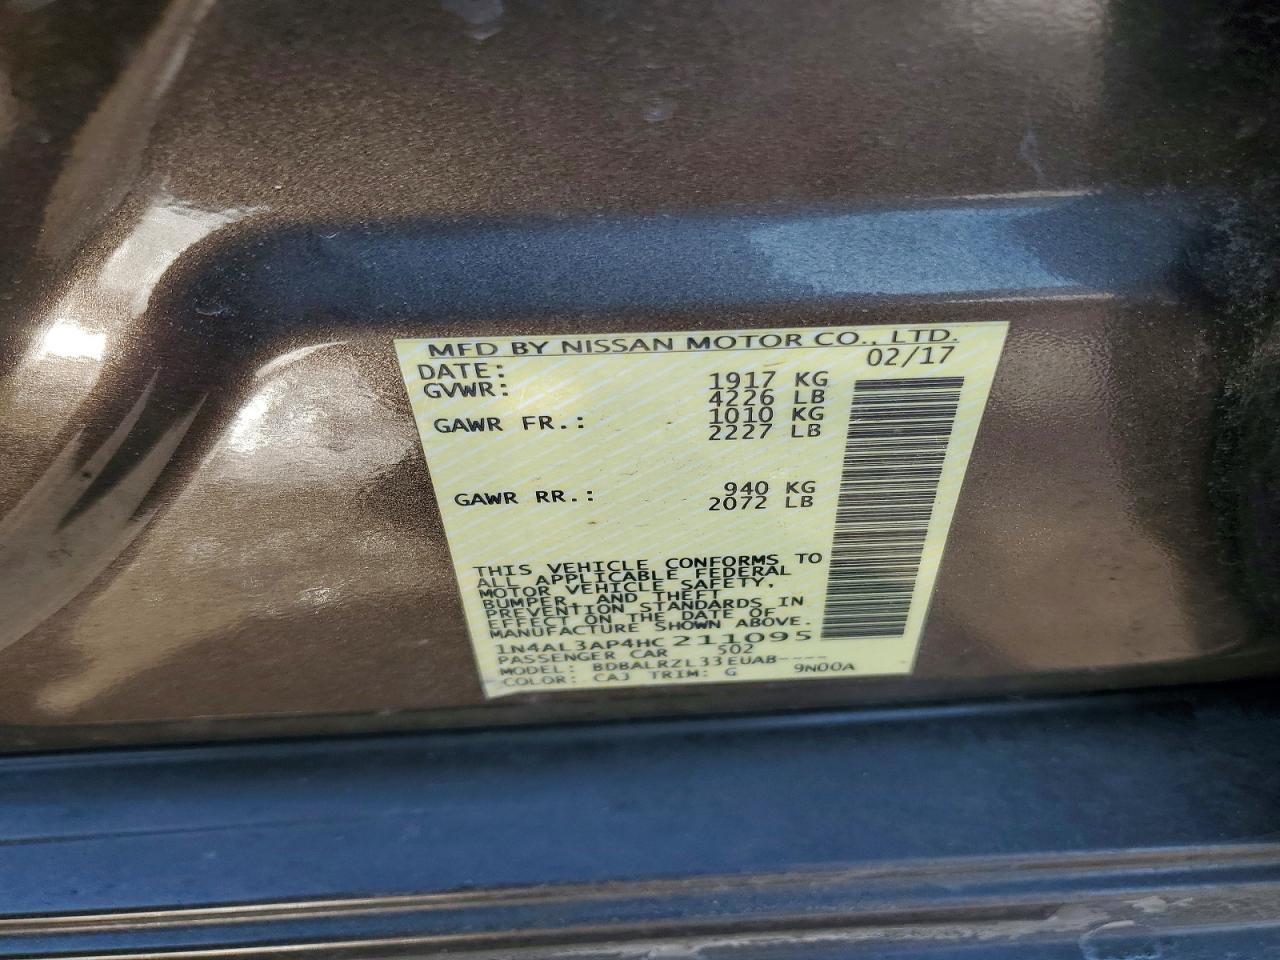 MFD BY NISSAN MOTOR CO., LTD.
DATE: 02/17
GVWR: 1917 KG
4226 LB
GAWR FR.: 1010 KG
2227 LB
GAWR RR.: 940 KG
2072 LB
THIS VEHICLE CONFORMS TO
ALL APPLICABLE FEDERAL
MOTOR VEHICLE SAFETY,
BUMPER, AND THEFT
PREVENTION STANDARDS IN
EFFECT ON THE DATE OF
MANUFACTURE SHOWN ABOVE.
1N4AL3AP4HC211095
PASSENGER CAR 502
MODEL: BDBALRZL33EUAB----
COLOR: CAJ TRIM: G 9N00A